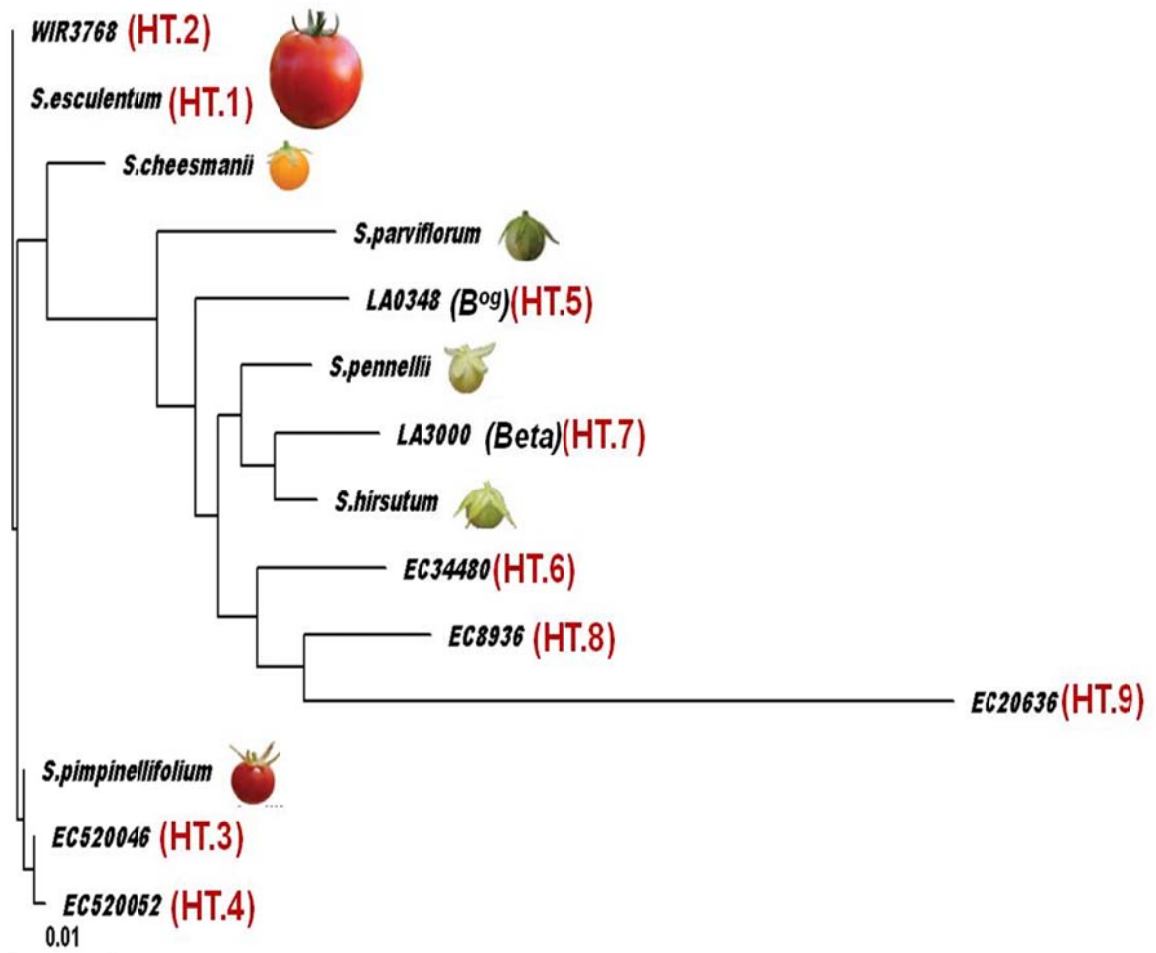 WIR3768 (HT.2)
S.esculentum (HT.1)
S.cheesmanii
S.parviflorum
LA0348 (Bᵒᵍ)(HT.5)
S.pennellii
LA3000 (Beta)(HT.7)
S.hirsutum
EC34480(HT.6)
EC8936 (HT.8)
EC20636(HT.9)
S.pimpinellifolium
EC520046 (HT.3)
EC520052 (HT.4)
0.01